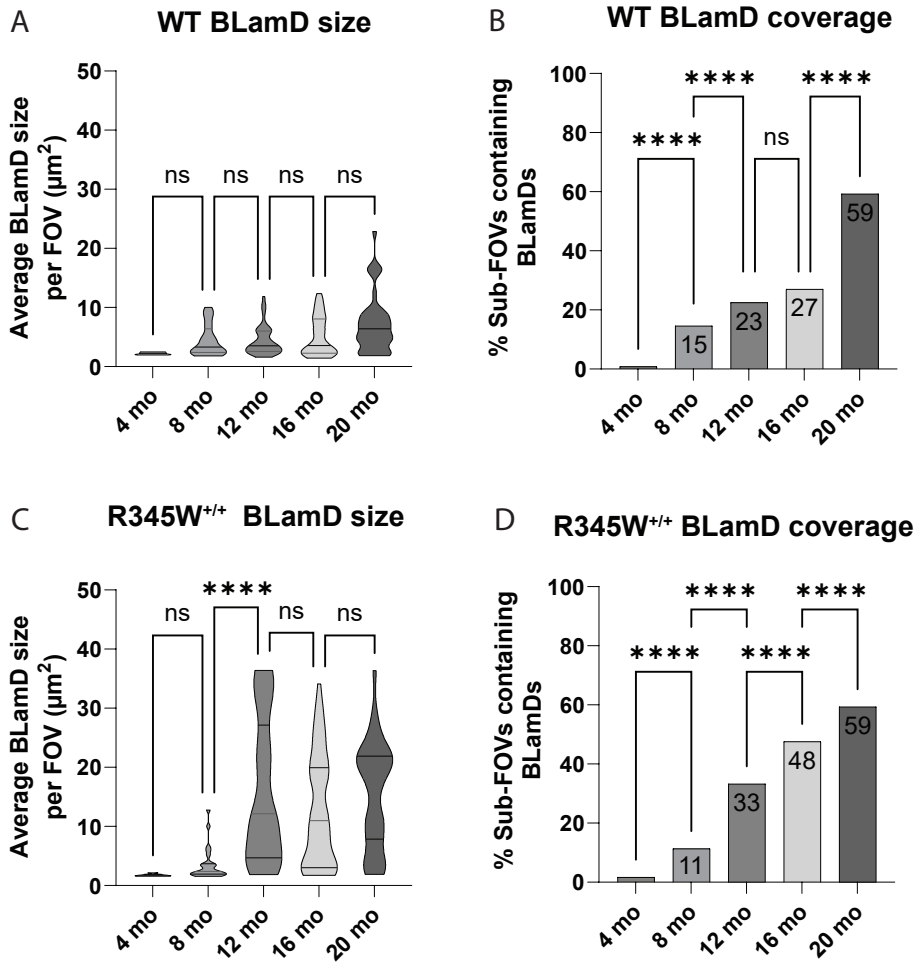 A
WT BLamD size
Average BLamD size
per FOV (µm²)
50
40
30
20
10
0
ns
ns
ns
ns
4 mo
8 mo
12 mo
16 mo
20 mo
B
WT BLamD coverage
% Sub-FOVs containing
BLamDs
100
80
60
40
20
0
****
****
ns
****
15
23
27
59
4 mo
8 mo
12 mo
16 mo
20 mo
C
R345W⁺/⁺ BLamD size
Average BLamD size
per FOV (µm²)
50
40
30
20
10
0
ns
****
ns
ns
4 mo
8 mo
12 mo
16 mo
20 mo
D
R345W⁺/⁺ BLamD coverage
% Sub-FOVs containing
BLamDs
100
80
60
40
20
0
****
****
****
****
11
33
48
59
4 mo
8 mo
12 mo
16 mo
20 mo